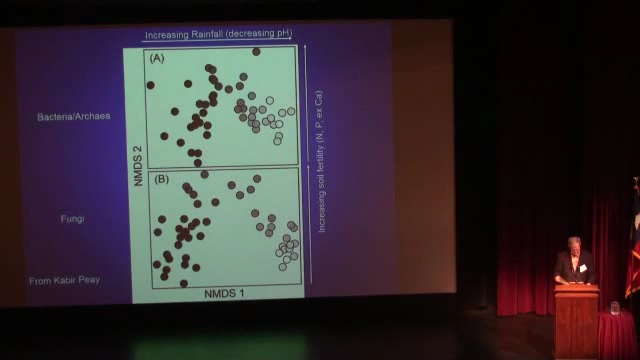 Increasing Rainfall (decreasing pH)
(A)
Bacteria/Archaea
NMDS 2
Increasing soil fertility (N, P, ex Ca)
(B)
Fungi
From Kabir Peay
NMDS 1